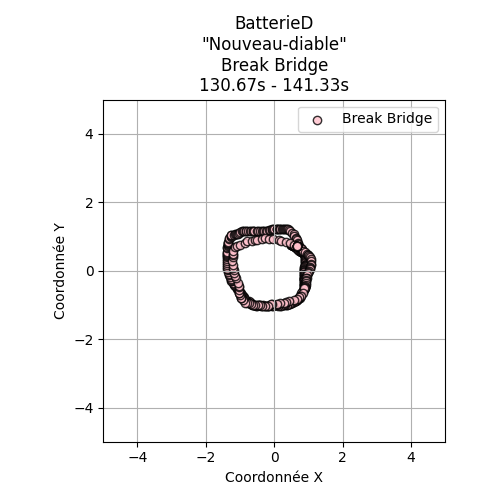 BatterieD
"Nouveau-diable"
Break Bridge
130.67s - 141.33s
Break Bridge
Coordonnée Y
4
2
0
−2
−4
−4
−2
0
2
4
Coordonnée X